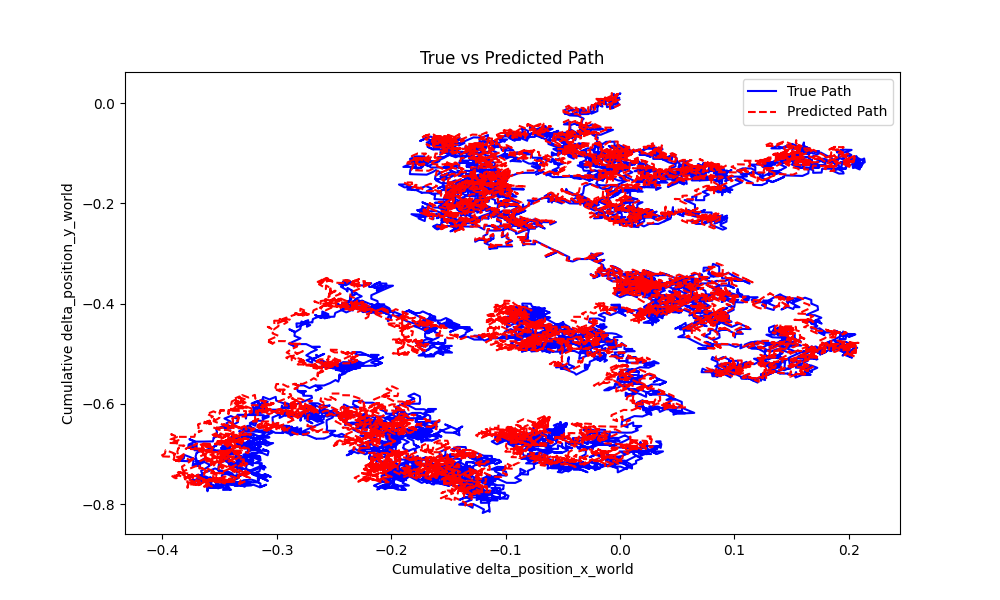 True vs Predicted Path
True Path
Predicted Path
0.0
−0.2
−0.4
−0.6
−0.8
Cumulative delta_position_y_world
−0.4
−0.3
−0.2
−0.1
0.0
0.1
0.2
Cumulative delta_position_x_world